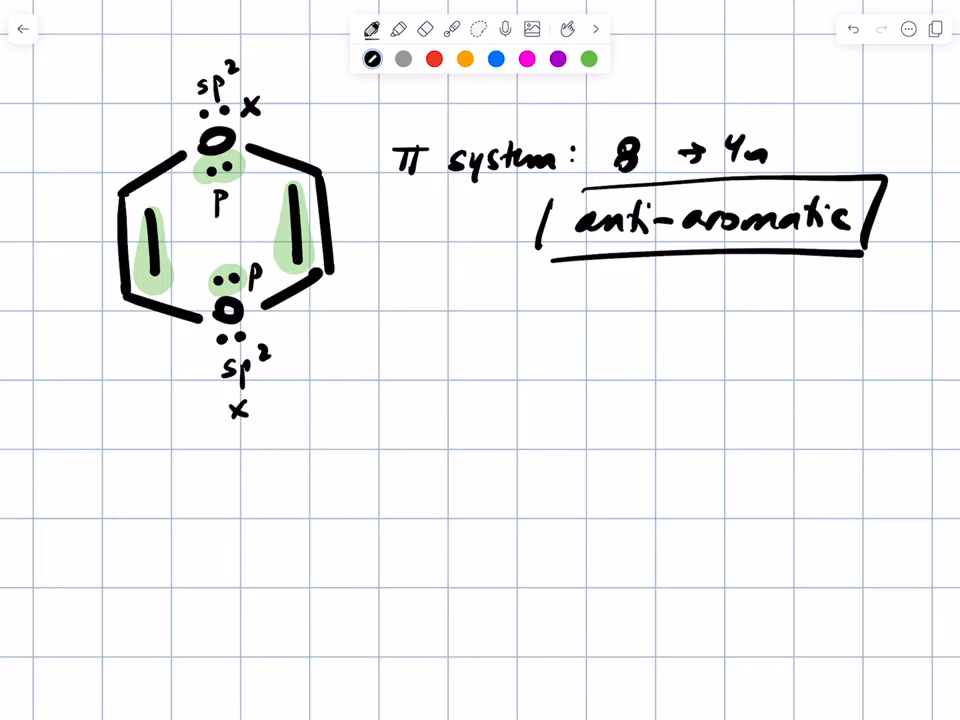 sp²
x
O
p
p
O
sp²
x
π system: 8 → 4n
anti-aromatic